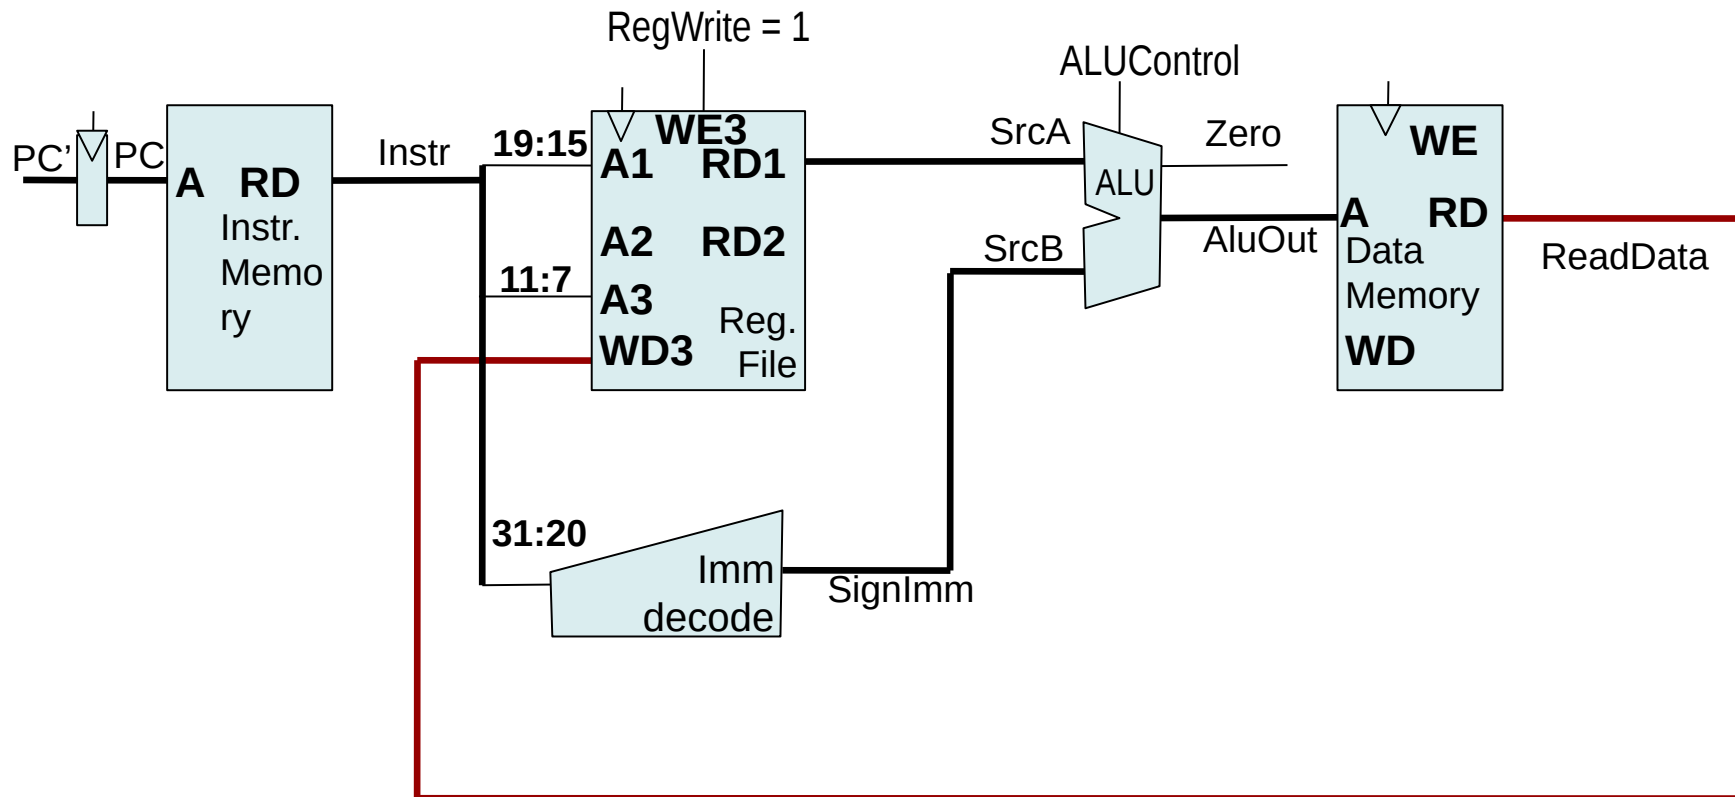 RegWrite = 1
ALUControl
PC’
PC
A RD
Instr.
Memo
ry
Instr
19:15
11:7
31:20
WE3
A1 RD1
A2 RD2
A3
WD3
Reg.
File
Imm
decode
SignImm
SrcA
SrcB
ALU
Zero
AluOut
WE
A RD
Data
Memory
WD
ReadData